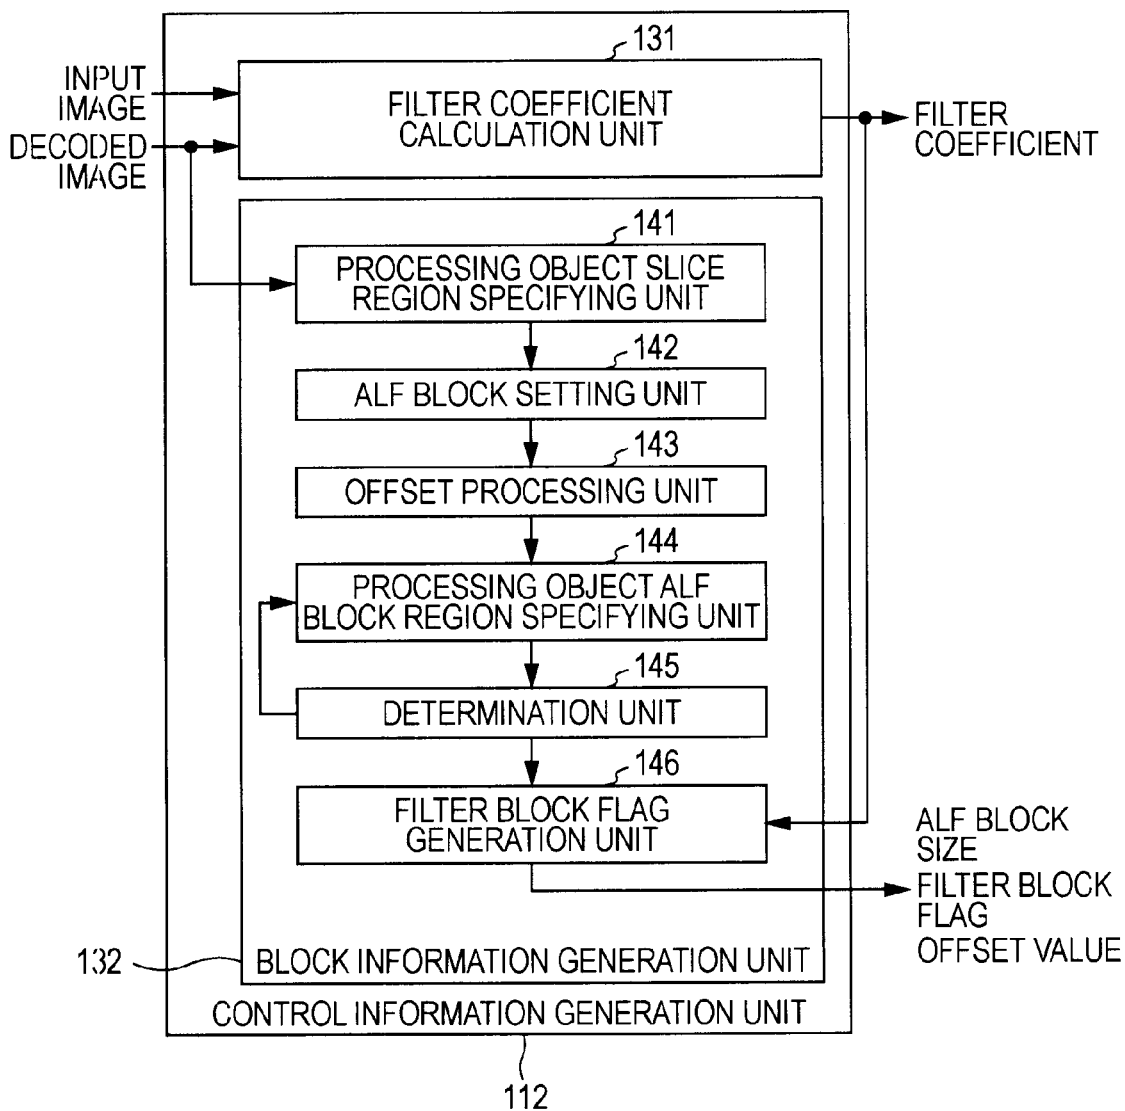 131
INPUT
IMAGE
DECODED
IMAGE
FILTER COEFFICIENT
CALCULATION UNIT
FILTER
COEFFICIENT
141
PROCESSING OBJECT SLICE
REGION SPECIFYING UNIT
142
ALF BLOCK SETTING UNIT
143
OFFSET PROCESSING UNIT
144
PROCESSING OBJECT ALF
BLOCK REGION SPECIFYING UNIT
145
DETERMINATION UNIT
146
FILTER BLOCK FLAG
GENERATION UNIT
ALF BLOCK
SIZE
FILTER BLOCK
FLAG
OFFSET VALUE
132
BLOCK INFORMATION GENERATION UNIT
CONTROL INFORMATION GENERATION UNIT
112